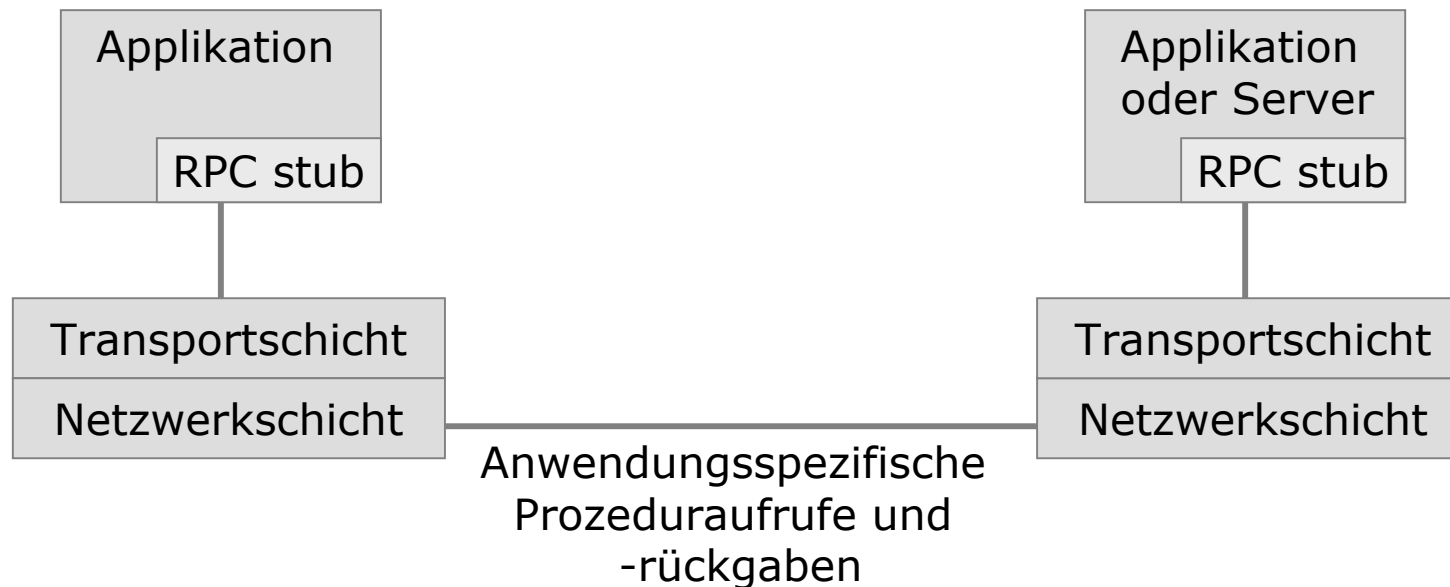 Applikation
RPC stub
Applikation
oder Server
RPC stub
Transportschicht
Netzwerkschicht
Transportschicht
Netzwerkschicht
Anwendungsspezifische
Prozeduraufrufe und
-rückgaben